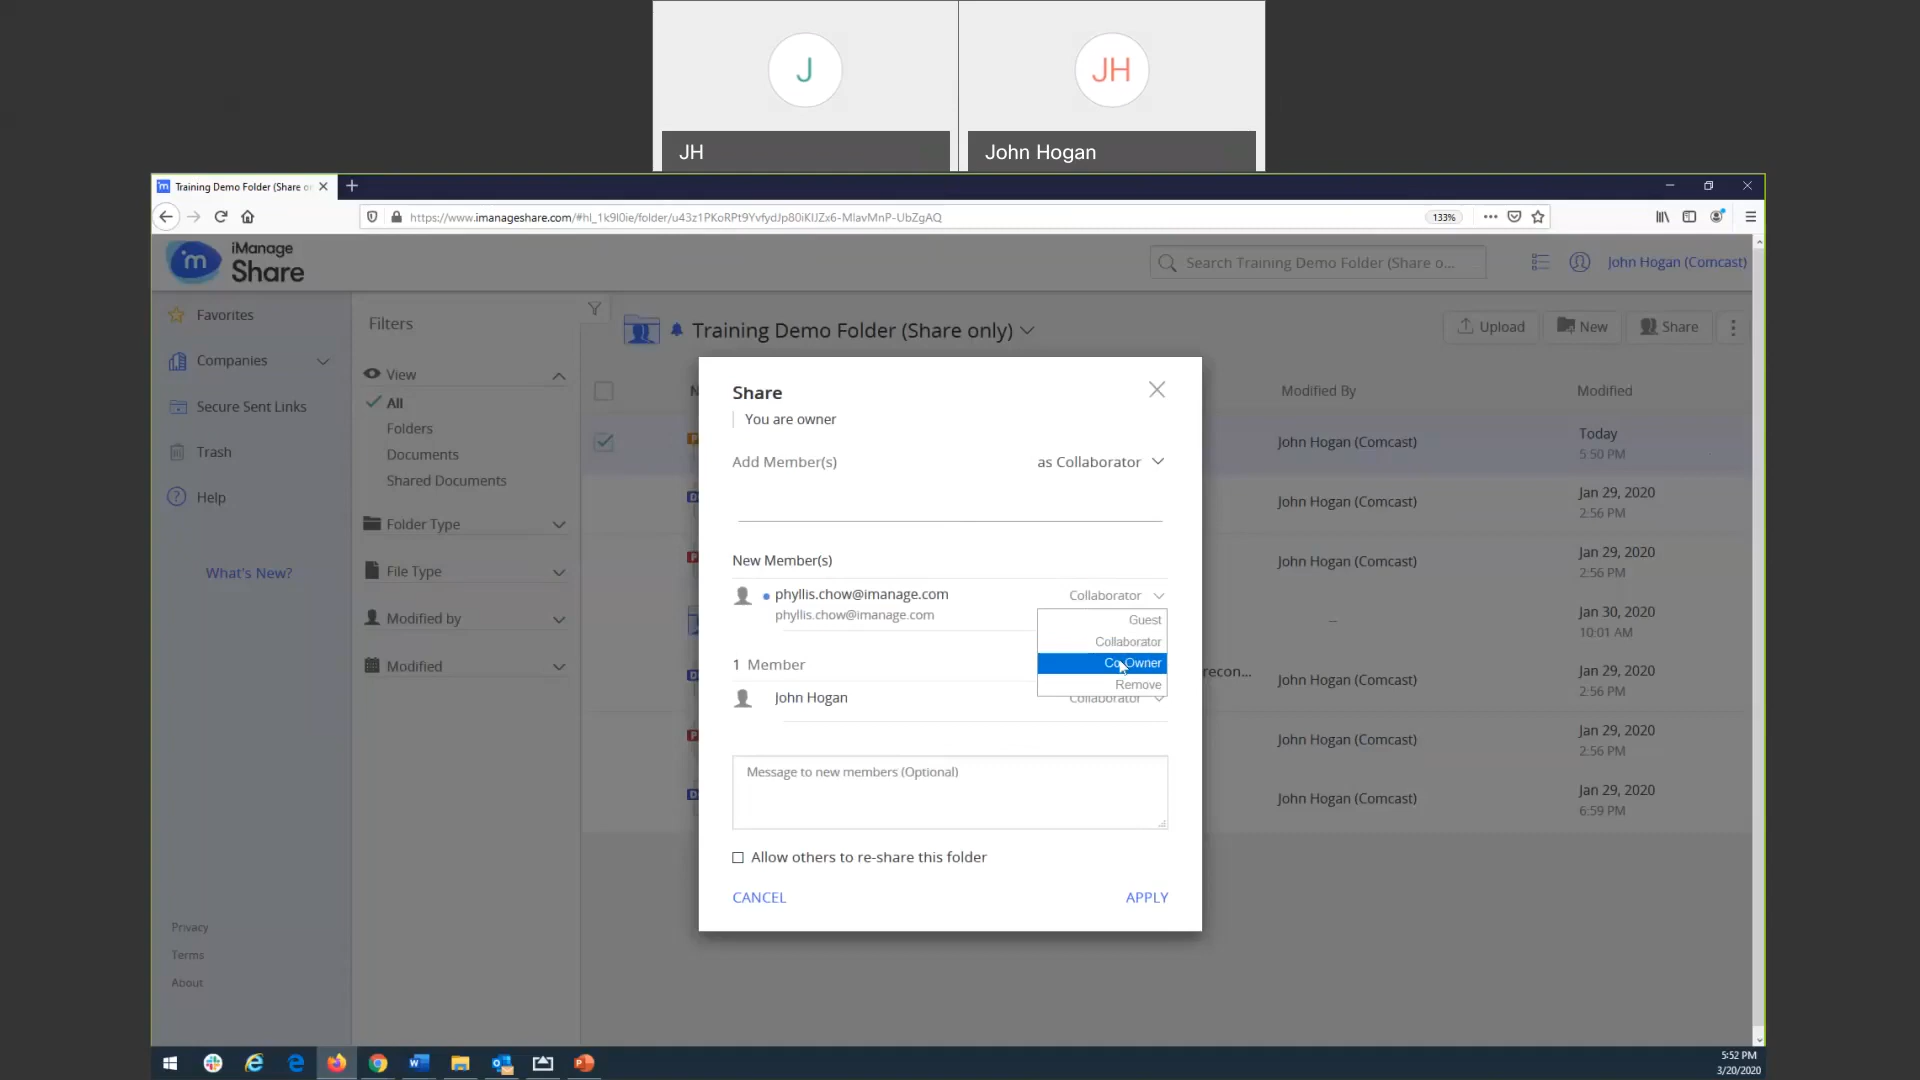 J
JH
JH
John Hogan
Training Demo Folder (Share o
https://www.imanageshare.com/#hl_1k9l0ie/folder/u43z1PKoRPt9YvfydJp80iKIJZx6-MlavMnP-UbZgAQ
133%
m
iManage
Share
Search Training Demo Folder (Share o...
John Hogan (Comcast)
Favorites
Companies
Secure Sent Links
Trash
Help
What's New?
Privacy
Terms
About
Filters
View
All
Folders
Documents
Shared Documents
Folder Type
File Type
Modified by
Modified
Training Demo Folder (Share only)
Upload
New
Share
N
Modified By
Modified
John Hogan (Comcast)
Today
5:50 PM
John Hogan (Comcast)
Jan 29, 2020
2:56 PM
John Hogan (Comcast)
Jan 29, 2020
2:56 PM
--
Jan 30, 2020
10:01 AM
recon...
John Hogan (Comcast)
Jan 29, 2020
2:56 PM
John Hogan (Comcast)
Jan 29, 2020
2:56 PM
John Hogan (Comcast)
Jan 29, 2020
6:59 PM
Share
You are owner
Add Member(s)
as Collaborator
New Member(s)
phyllis.chow@imanage.com
Collaborator
phyllis.chow@imanage.com
Guest
Collaborator
Co-Owner
Remove
1 Member
John Hogan
Collaborator
Message to new members (Optional)
Allow others to re-share this folder
CANCEL
APPLY
5:52 PM
3/20/2020